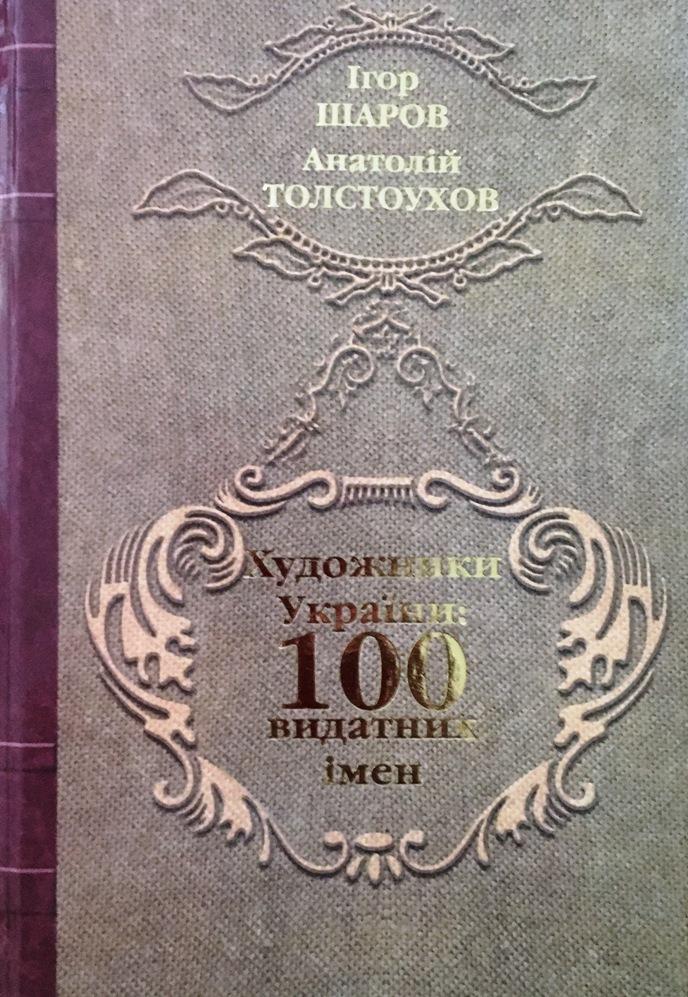 Ігор
ШАРОВ
Анатолій
ТОЛСТОУХОВ
Художники
України:
100
видатних
імен